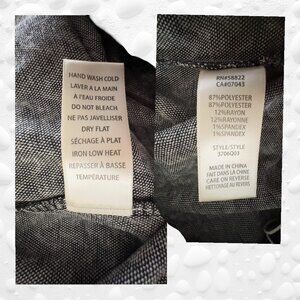 HAND WASH COLD
LAVER À LA MAIN
A L'EAU FROIDE
DO NOT BLEACH
NE PAS JAVELLISER
DRY FLAT
SÉCHAGE À PLAT
IRON LOW HEAT
REPASSER À BASSE
TEMPÉRATURE
RN#58822
CA#07043
87%POLYESTER
87%POLYESTER
12%RAYON
12%RAYONNE
1%SPANDEX
1%SPANDEX
STYLE/STYLE
3706Q03
MADE IN CHINA
FAIT DANS LA CHINE
CARE ON REVERSE
NETTOYAGE AU REVERS